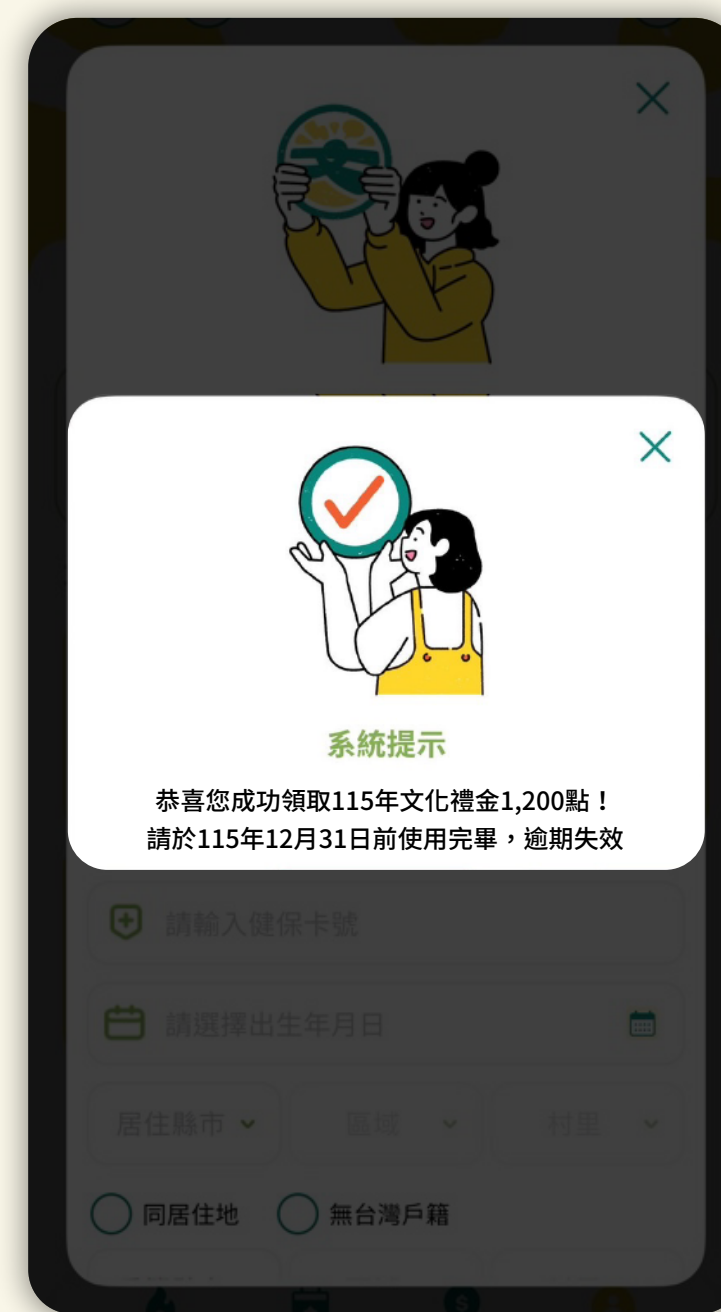 文
系統提示
恭喜您成功領取115年文化禮金1,200點！
請於115年12月31日前使用完畢，逾期失效
請輸入健保卡號
請選擇出生年月日
居住縣市 區域 村里
同居住地 無台灣戶籍